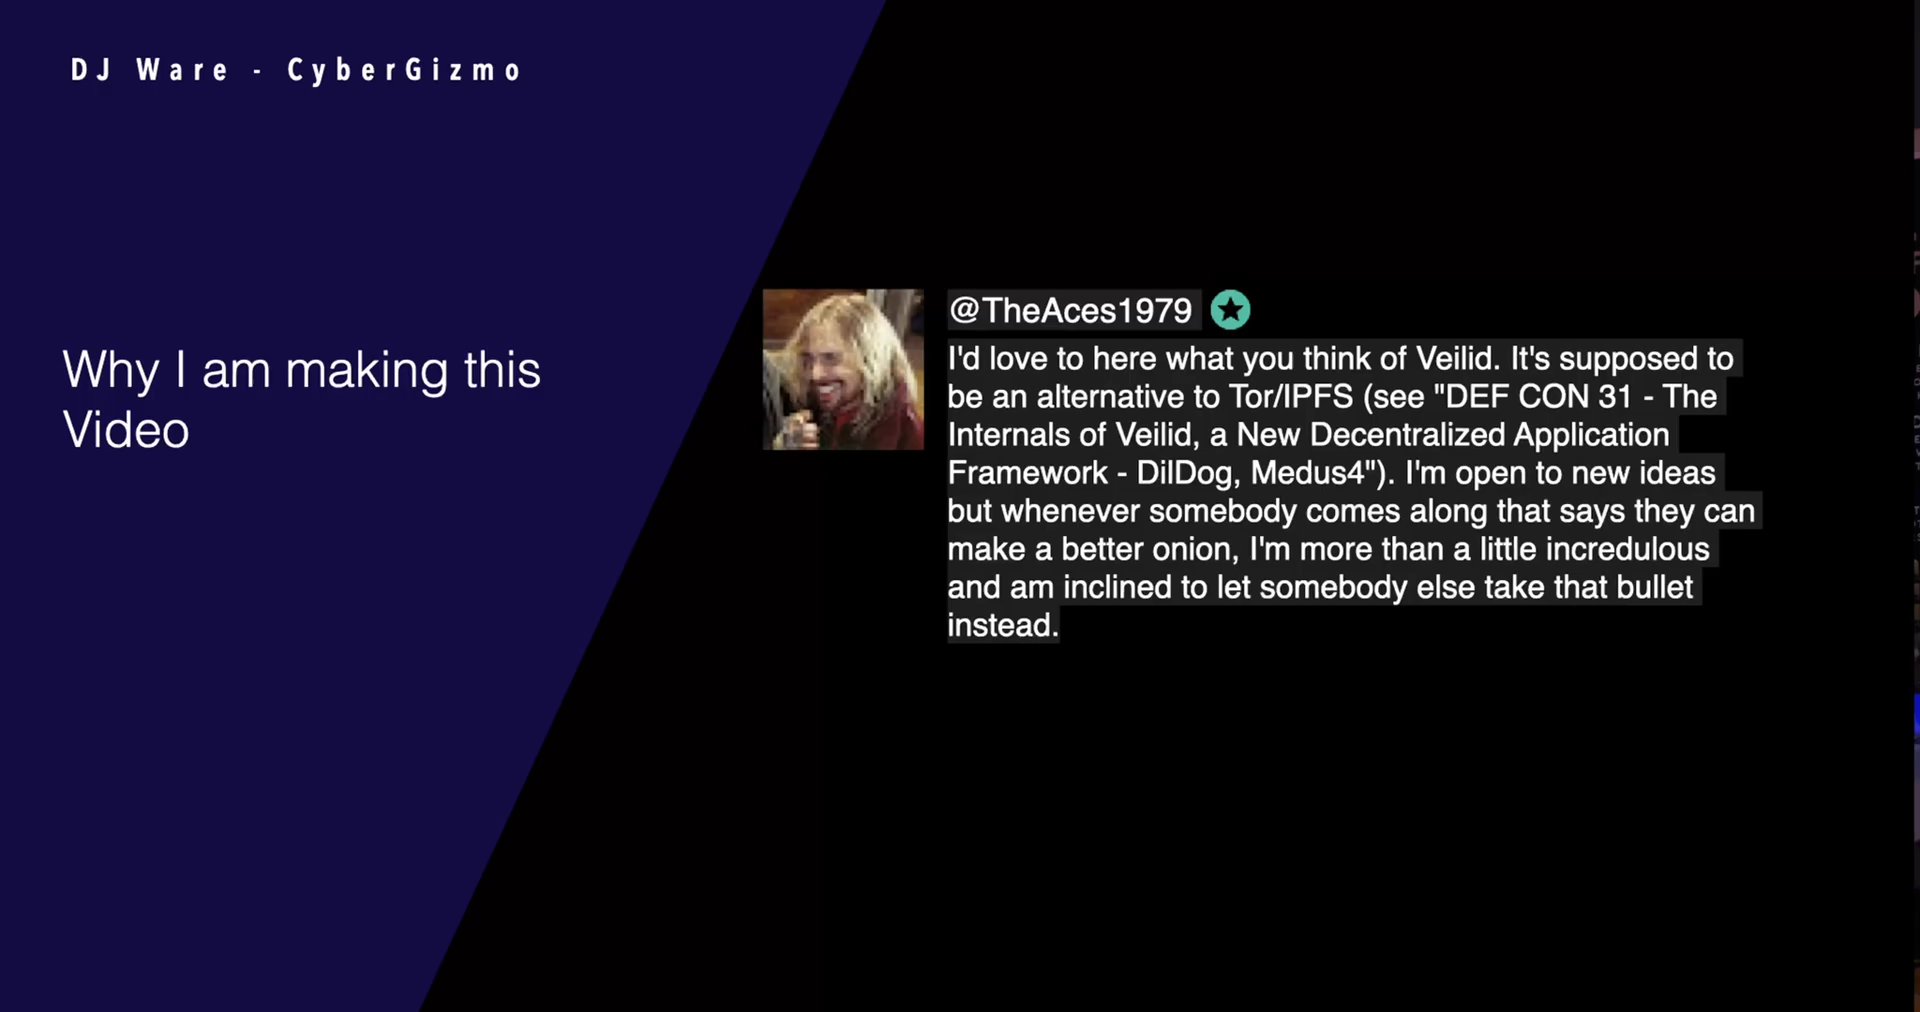 DJ Ware - CyberGizmo
Why I am making this
Video
@TheAces1979
I'd love to here what you think of Veilid. It's supposed to
be an alternative to Tor/IPFS (see "DEF CON 31 - The
Internals of Veilid, a New Decentralized Application
Framework - DilDog, Medus4"). I'm open to new ideas
but whenever somebody comes along that says they can
make a better onion, I'm more than a little incredulous
and am inclined to let somebody else take that bullet
instead.